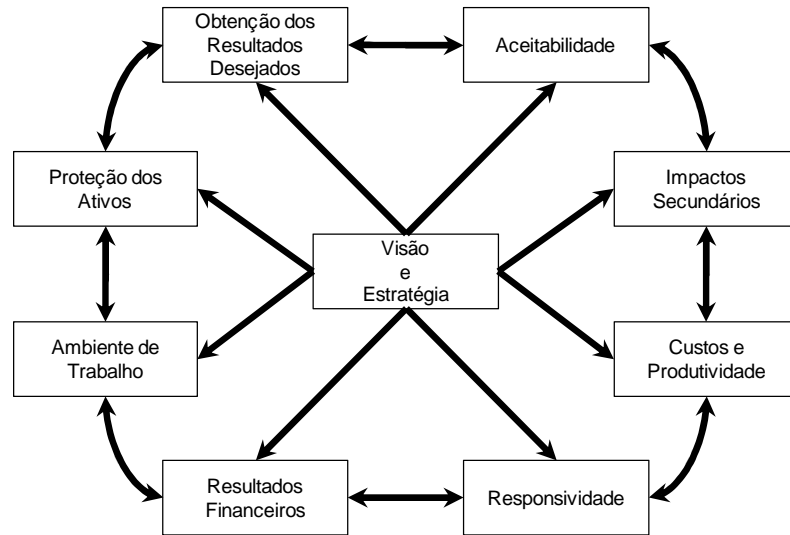 Obtenção dos
Resultados
Desejados
Aceitabilidade
Proteção dos
Ativos
Impactos
Secundários
Visão
e
Estratégia
Ambiente de
Trabalho
Custos e
Produtividade
Resultados
Financeiros
Responsividade